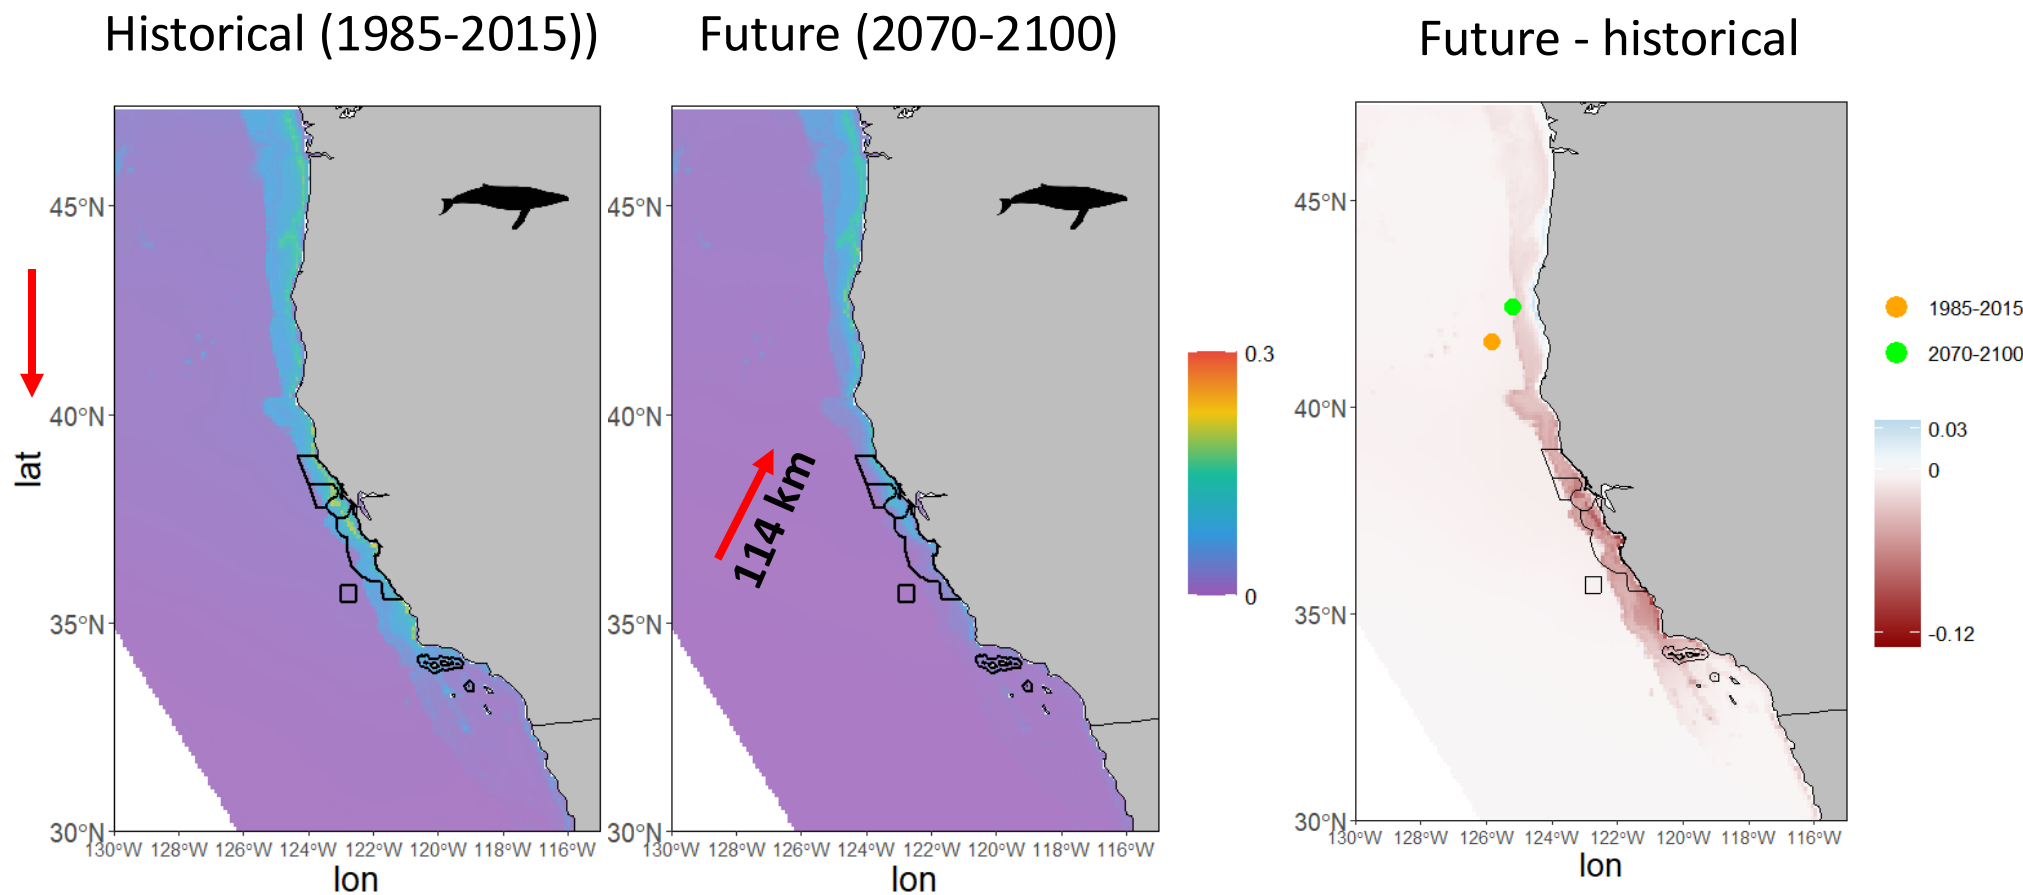 Historical (1985-2015))
Future (2070-2100)
Future - historical
45°N
40°N
35°N
30°N
lat
130°W 128°W 126°W 124°W 122°W 120°W 118°W 116°W
lon
45°N
40°N
35°N
30°N
114 km
130°W 128°W 126°W 124°W 122°W 120°W 118°W 116°W
lon
0.3
0
45°N
40°N
35°N
30°N
130°W 128°W 126°W 124°W 122°W 120°W 118°W 116°W
lon
1985-2015
2070-2100
0.03
0
-0.12